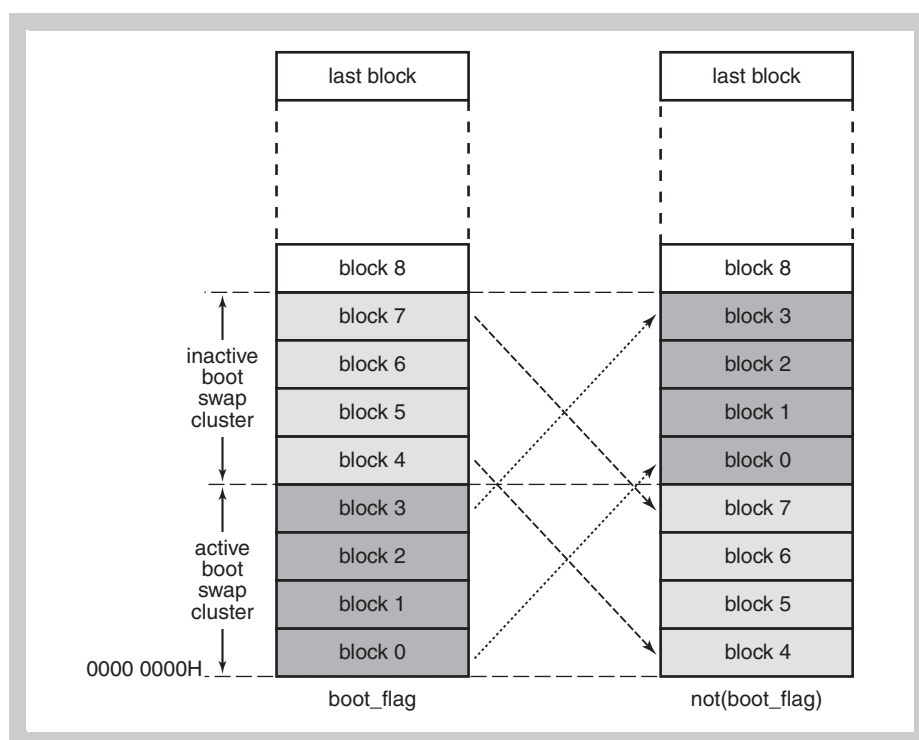 last block
last block
block 8
block 8
block 7
block 3
inactive
boot
swap
cluster
block 6
block 2
block 5
block 1
block 4
block 0
block 3
block 7
active
boot
swap
cluster
block 2
block 6
block 1
block 5
block 0
block 4
0000 0000H
boot_flag
not(boot_flag)